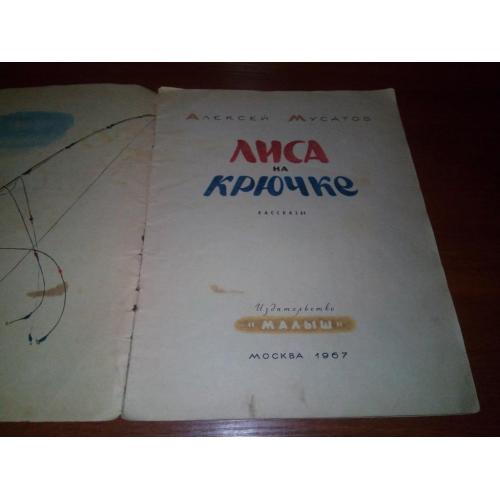 Алексей Мусатов
ЛИСА
НА
КРЮЧКЕ
РАССКАЗЫ
Издательство
"МАЛЫШ"
МОСКВА 1967